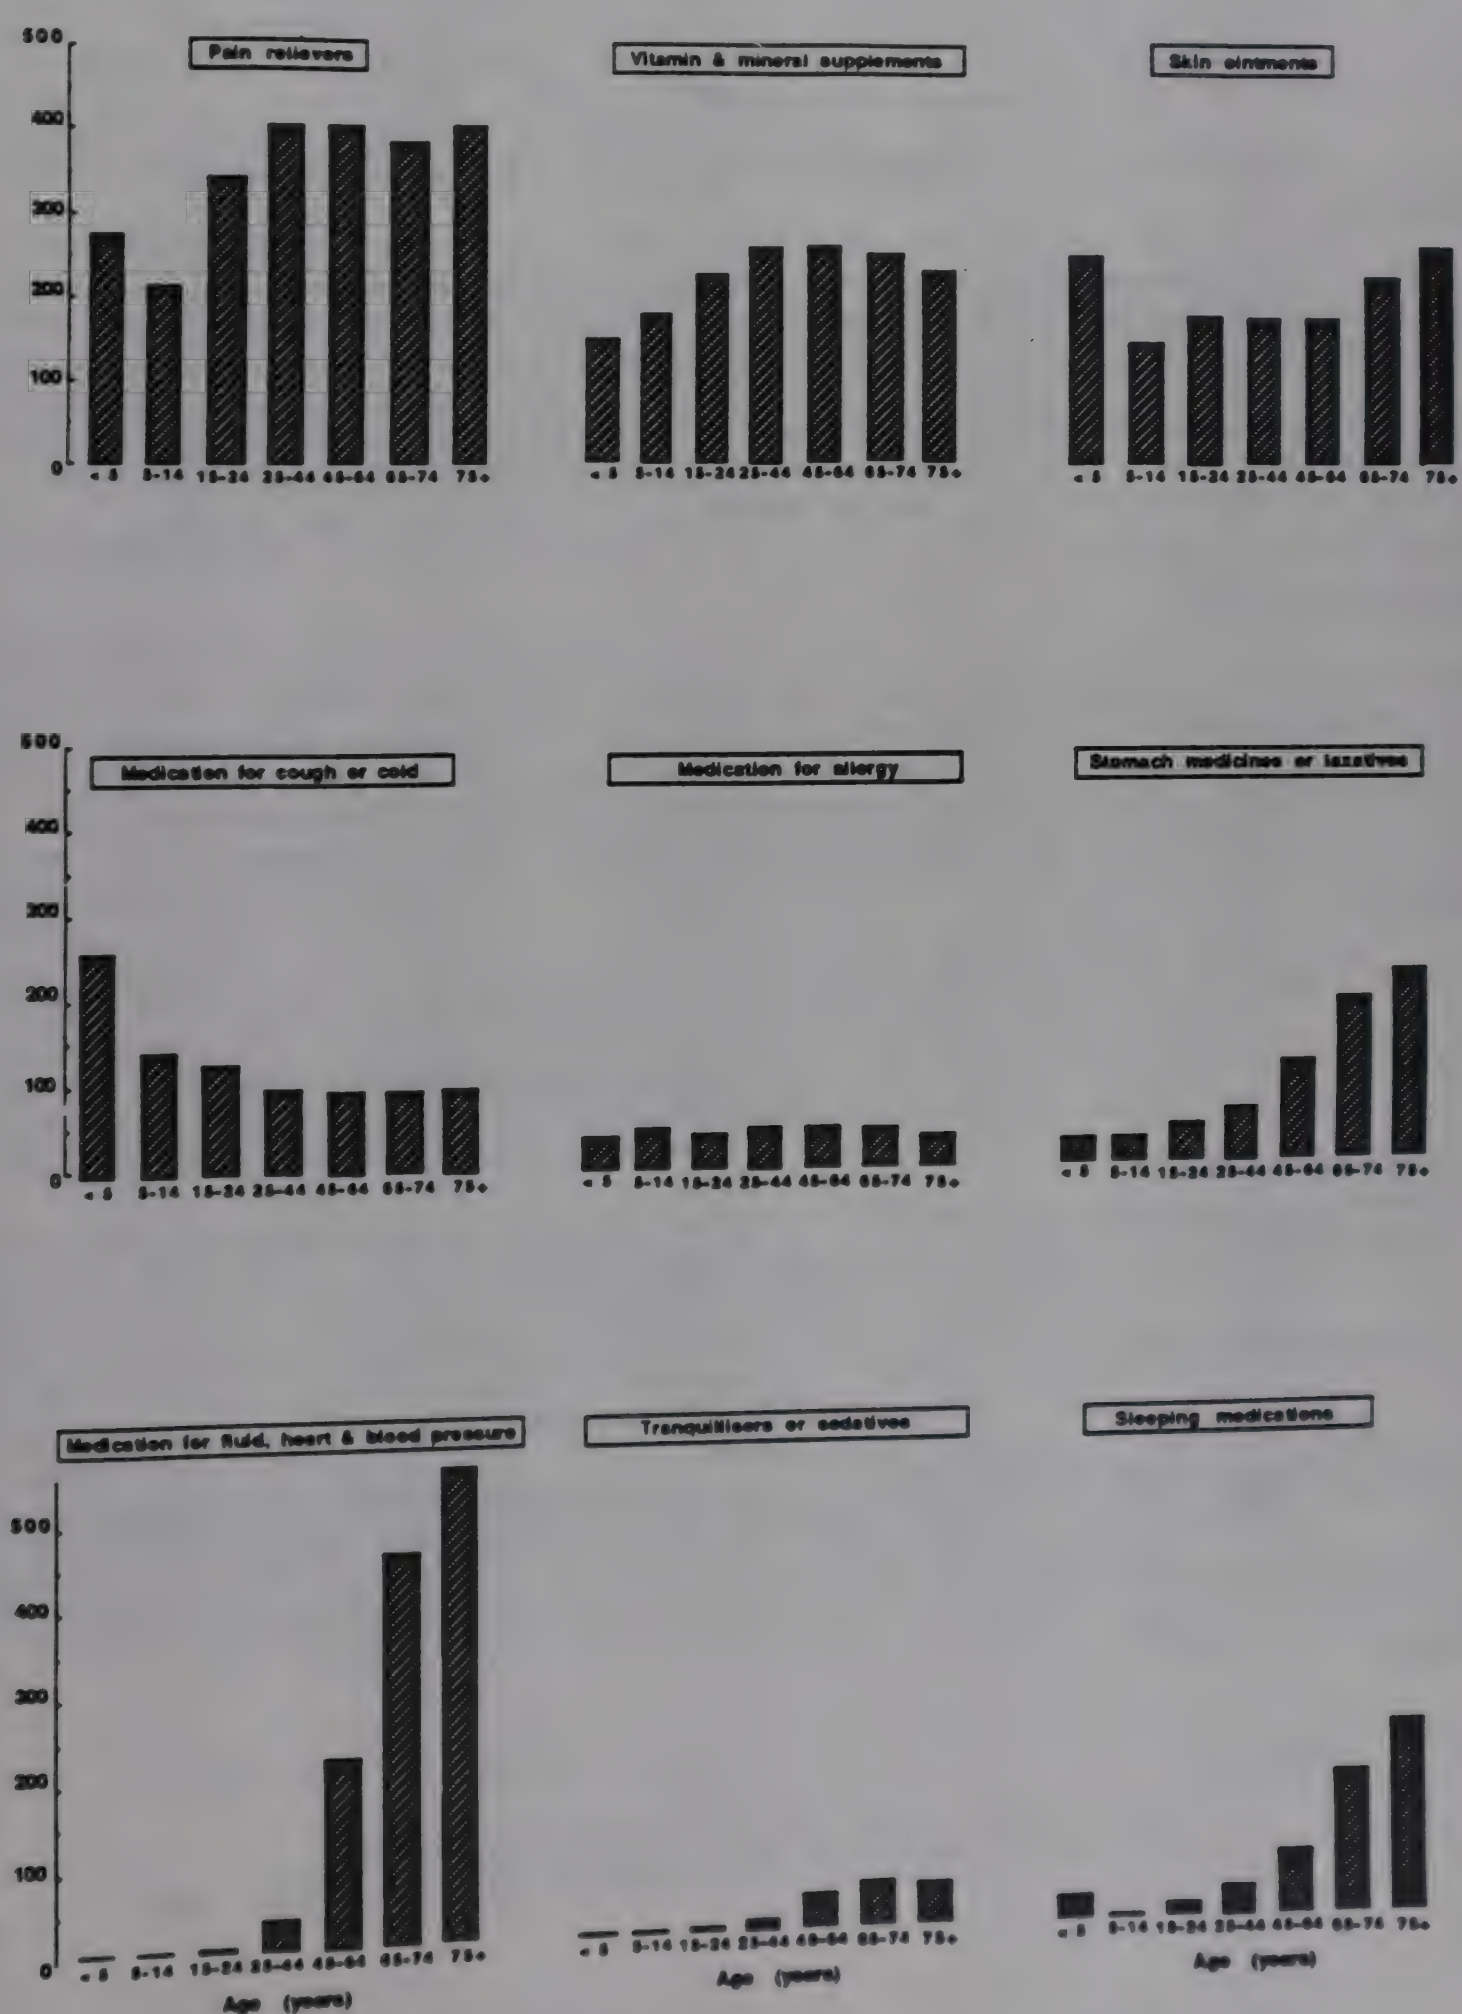 500
Pain relievers
Vitamin & mineral supplements
Skin ointments
400
300
200
100
0
< 5 5-14 15-24 25-44 45-64 65-74 75+
< 5 5-14 15-24 25-44 45-64 65-74 75+
< 5 5-14 15-24 25-44 45-64 65-74 75+
500
Medication for cough or cold
Medication for allergy
Stomach medicines or laxatives
400
300
200
100
0
< 5 5-14 15-24 25-44 45-64 65-74 75+
< 5 5-14 15-24 25-44 45-64 65-74 75+
< 5 5-14 15-24 25-44 45-64 65-74 75+
Medication for fluid, heart & blood pressure
Tranquillisers or sedatives
Sleeping medications
500
400
300
200
100
0
< 5 5-14 15-24 25-44 45-64 65-74 75+
Age (years)
< 5 5-14 15-24 25-44 45-64 65-74 75+
Age (years)
< 5 5-14 15-24 25-44 45-64 65-74 75+
Age (years)